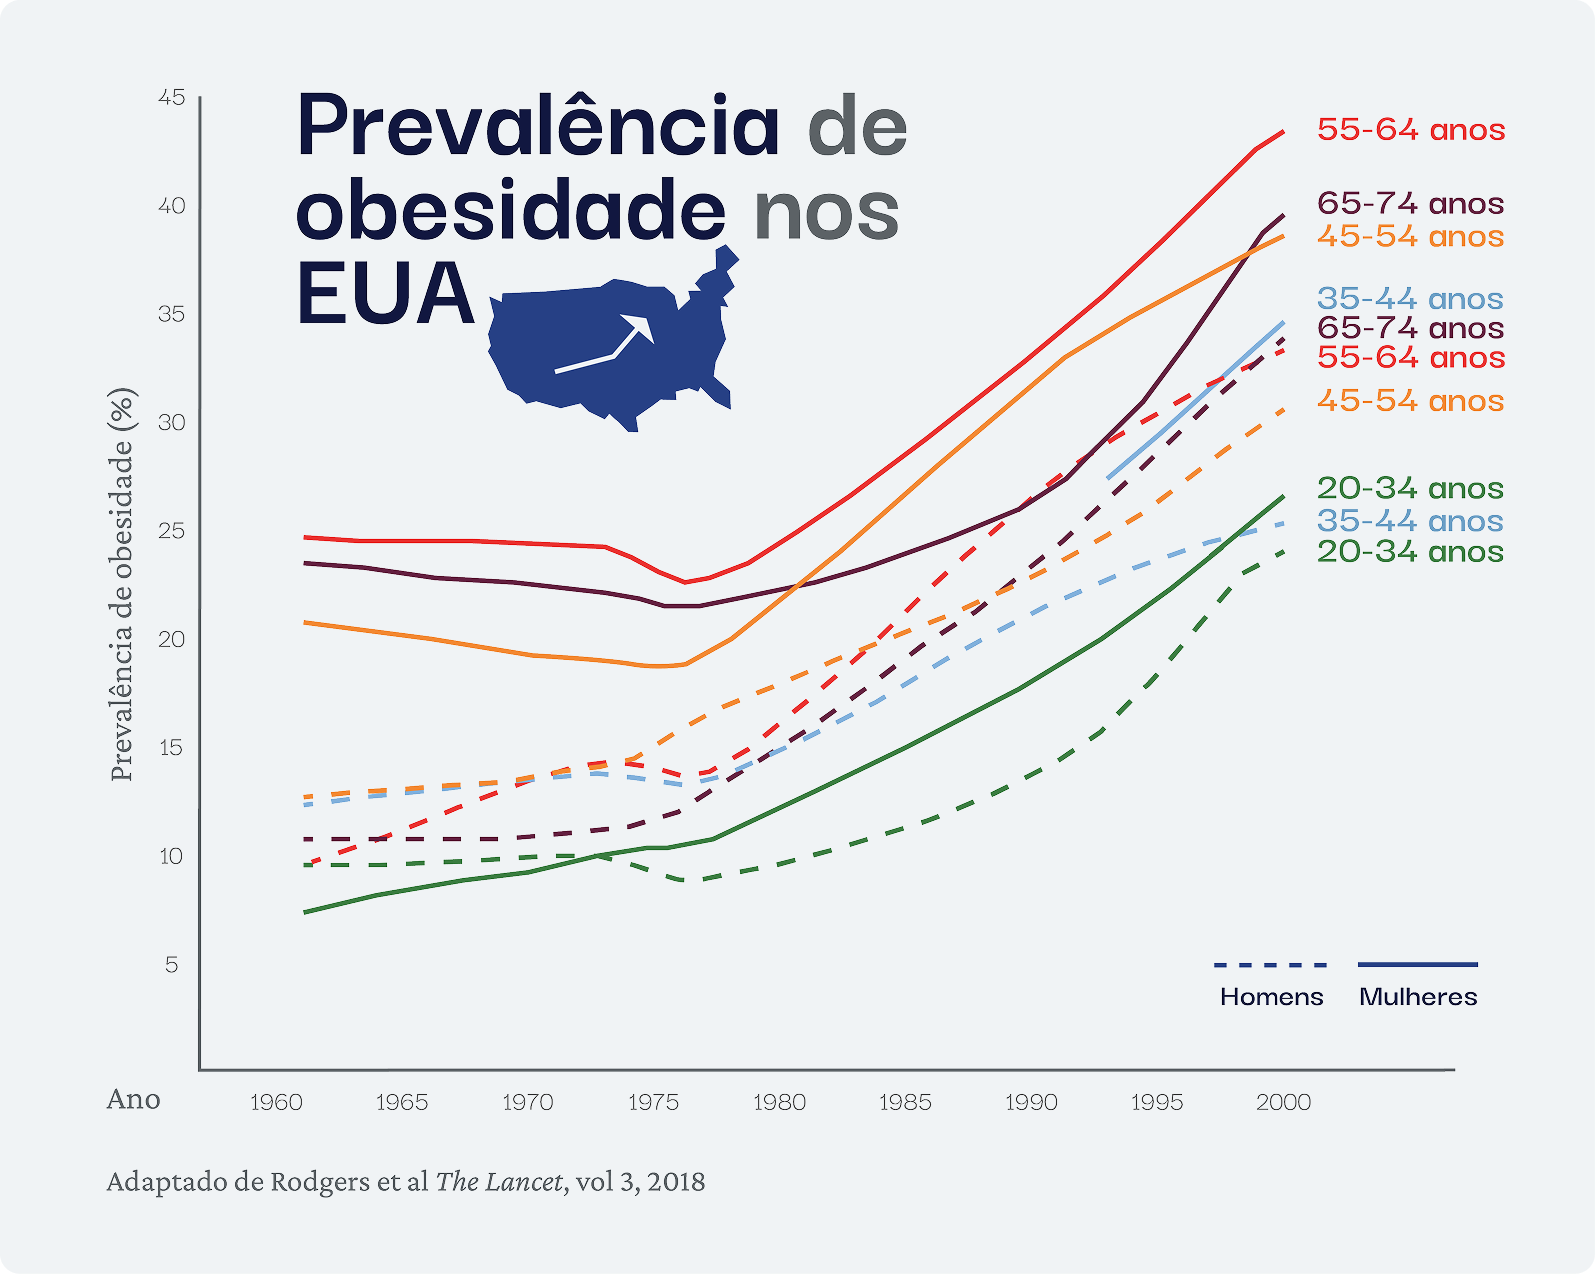 Prevalência de
obesidade nos
EUA
Prevalência de obesidade (%)
45
40
35
30
25
20
15
10
5
55-64 anos
65-74 anos
45-54 anos
35-44 anos
65-74 anos
55-64 anos
45-54 anos
20-34 anos
35-44 anos
20-34 anos
Homens Mulheres
Ano 1960 1965 1970 1975 1980 1985 1990 1995 2000
Adaptado de Rodgers et al The Lancet, vol 3, 2018